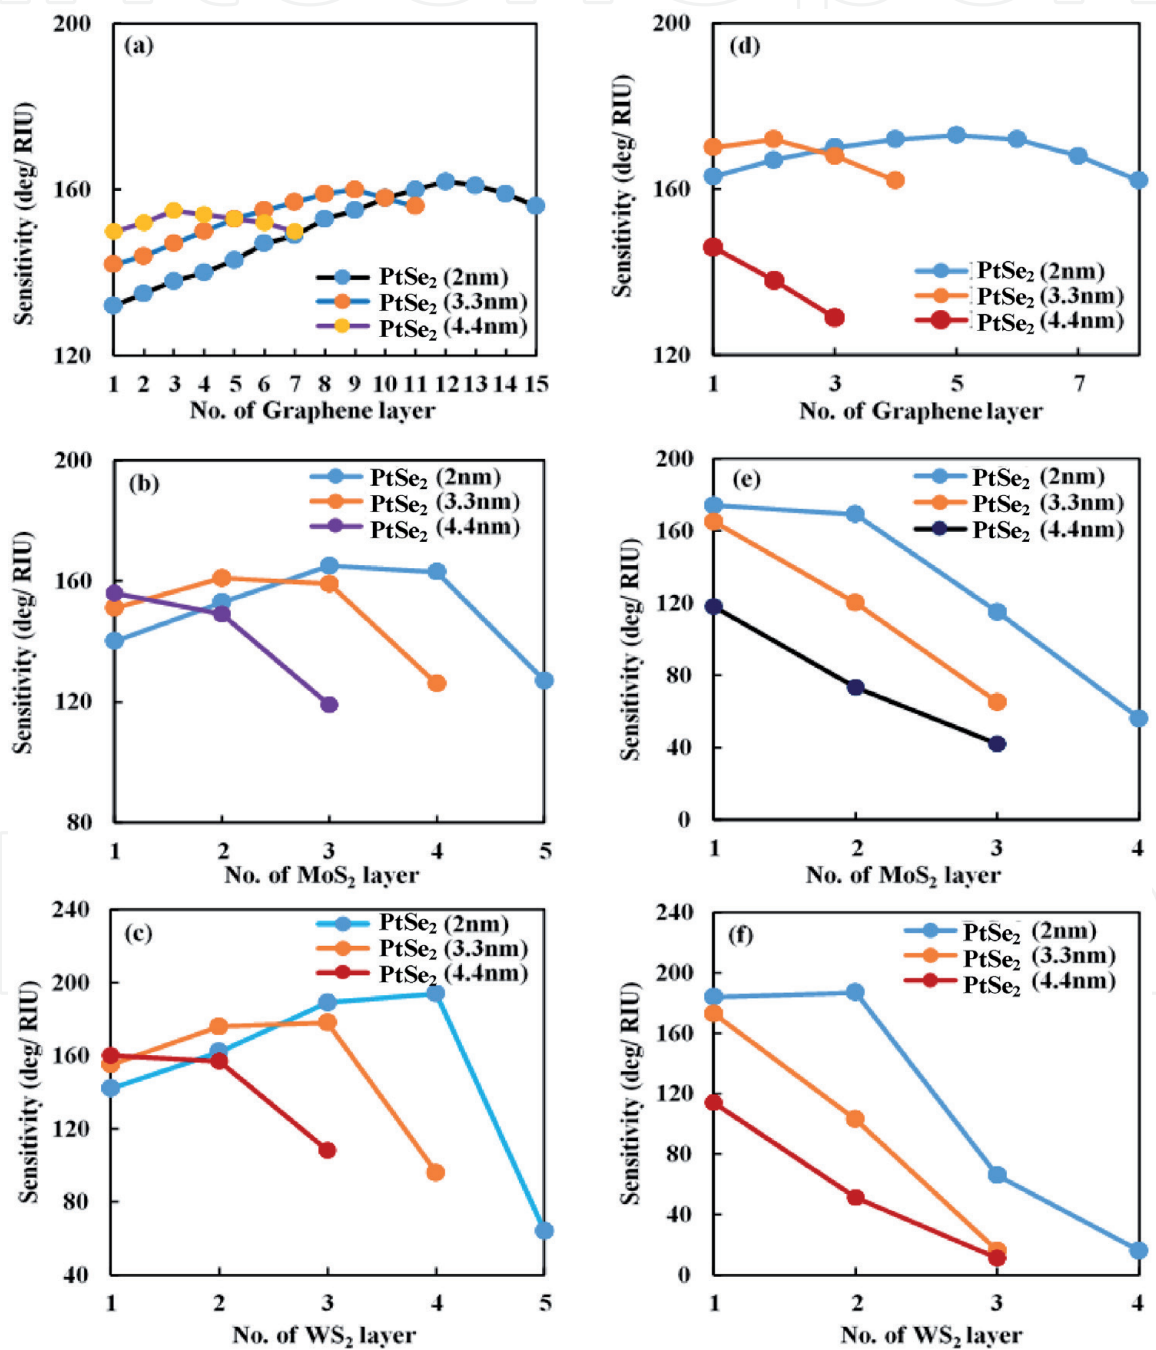 200
(a)
160
120
Sensitivity (deg/ RIU)
PtSe2 (2nm)
PtSe2 (3.3nm)
PtSe2 (4.4nm)
1 2 3 4 5 6 7 8 9 10 11 12 13 14 15
No. of Graphene layer
200
(d)
160
120
Sensitivity (deg/ RIU)
PtSe2 (2nm)
PtSe2 (3.3nm)
PtSe2 (4.4nm)
1 3 5 7
No. of Graphene layer
200
(b)
160
120
80
Sensitivity (deg/ RIU)
PtSe2 (2nm)
PtSe2 (3.3nm)
PtSe2 (4.4nm)
1 2 3 4 5
No. of MoS2 layer
200
(e)
160
120
80
40
0
Sensitivity (deg/ RIU)
PtSe2 (2nm)
PtSe2 (3.3nm)
PtSe2 (4.4nm)
1 2 3 4
No. of MoS2 layer
240
(c)
200
160
120
80
40
Sensitivity (deg/ RIU)
PtSe2 (2nm)
PtSe2 (3.3nm)
PtSe2 (4.4nm)
1 2 3 4 5
No. of WS2 layer
240
(f)
200
160
120
80
40
0
Sensitivity (deg/ RIU)
PtSe2 (2nm)
PtSe2 (3.3nm)
PtSe2 (4.4nm)
1 2 3 4
No. of WS2 layer